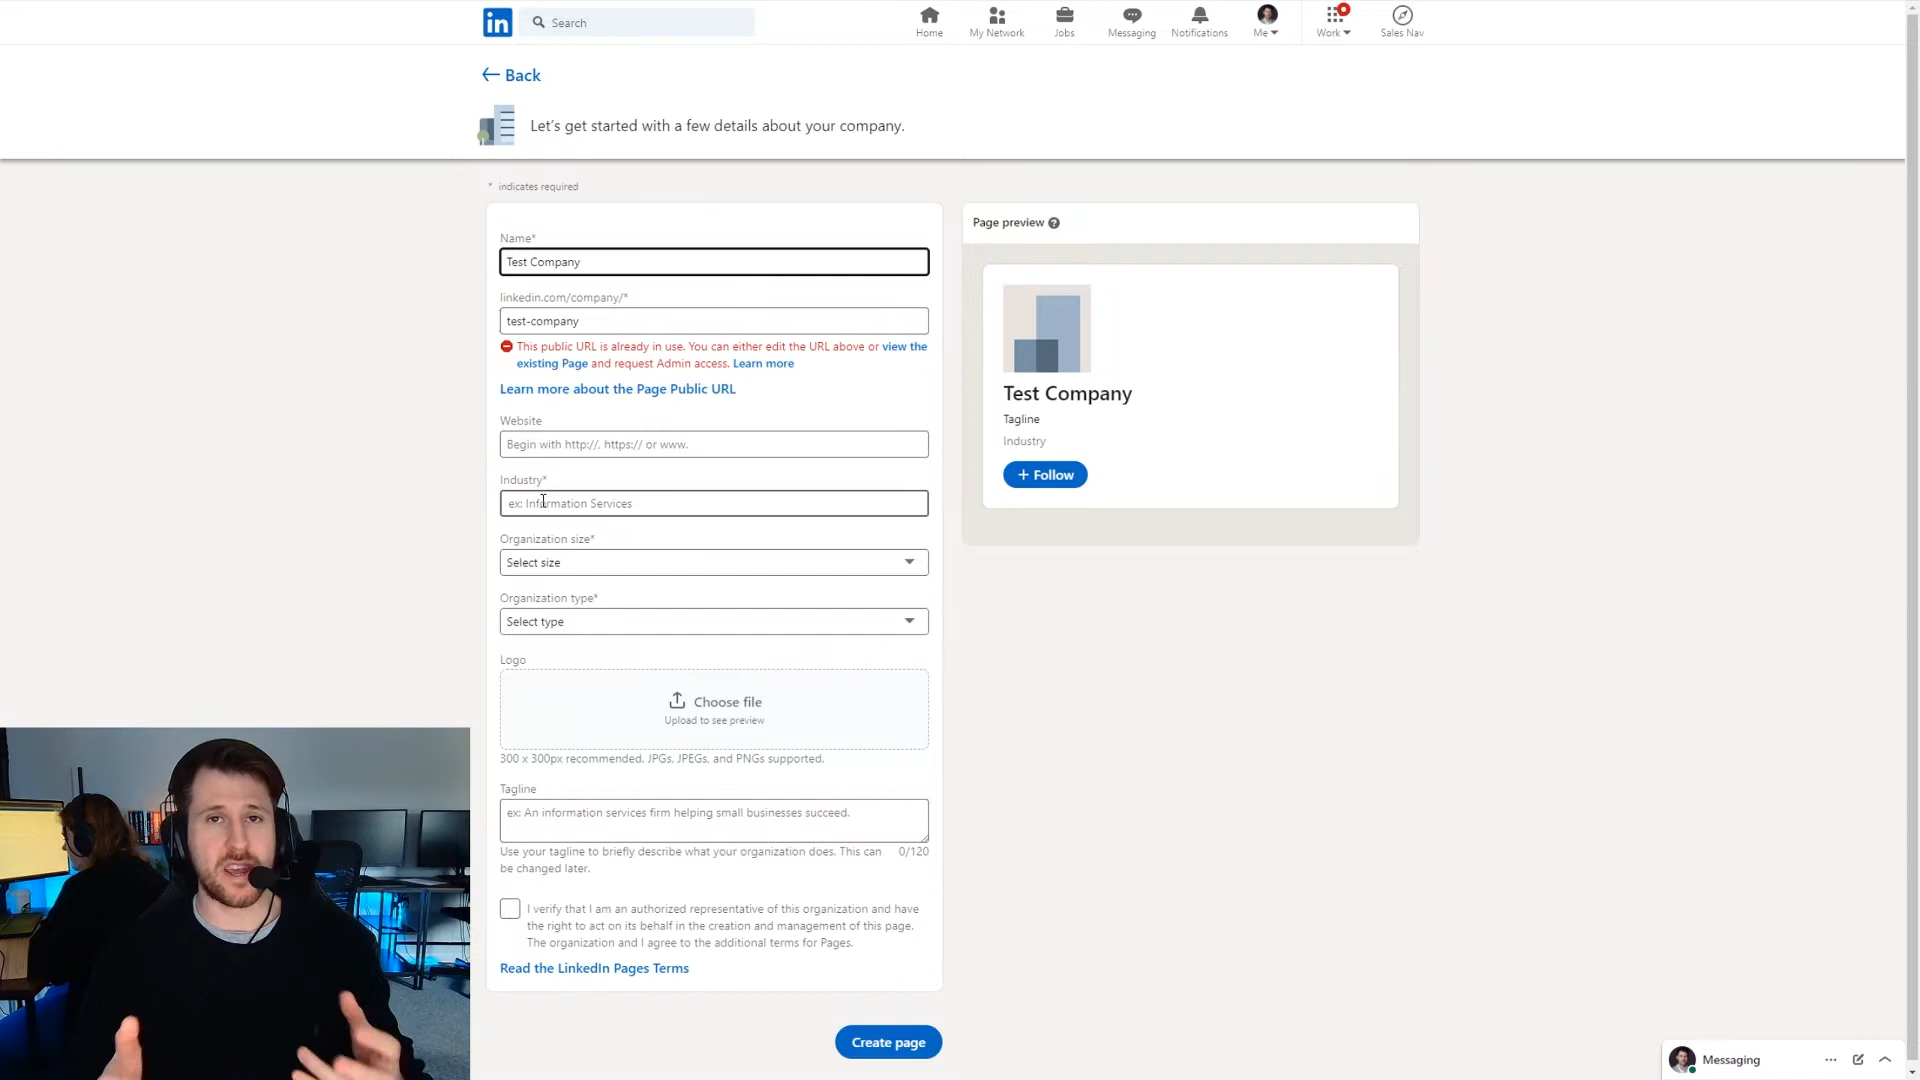 in
Search
Home
My Network
Jobs
Messaging
Notifications
Me
Work
Sales Nav
Back
Let's get started with a few details about your company.
* indicates required
Name*
Test Company
linkedin.com/company/*
test-company
This public URL is already in use. You can either edit the URL above or view the
existing Page and request Admin access. Learn more
Learn more about the Page Public URL
Website
Begin with http://, https:// or www.
Industry*
ex: Information Services
Organization size*
Select size
Organization type*
Select type
Logo
Choose file
Upload to see preview
300 x 300px recommended. JPGs, JPEGs, and PNGs supported.
Tagline
ex: An information services firm helping small businesses succeed.
Use your tagline to briefly describe what your organization does. This can
be changed later.
0/120
I verify that I am an authorized representative of this organization and have
the right to act on its behalf in the creation and management of this page.
The organization and I agree to the additional terms for Pages.
Read the LinkedIn Pages Terms
Create page
Page preview ?
Test Company
Tagline
Industry
+ Follow
Messaging